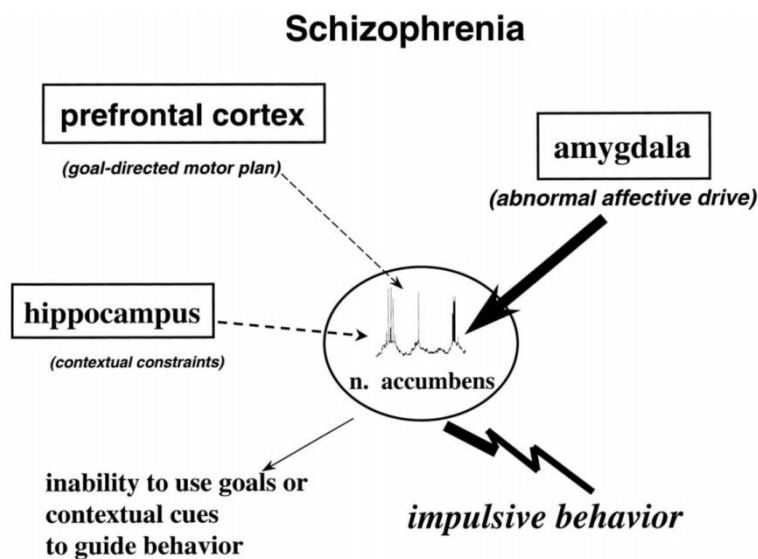 Schizophrenia
prefrontal cortex
(goal-directed motor plan)
amygdala
(abnormal affective drive)
hippocampus
(contextual constraints)
n. accumbens
inability to use goals or
contextual cues
to guide behavior
impulsive behavior